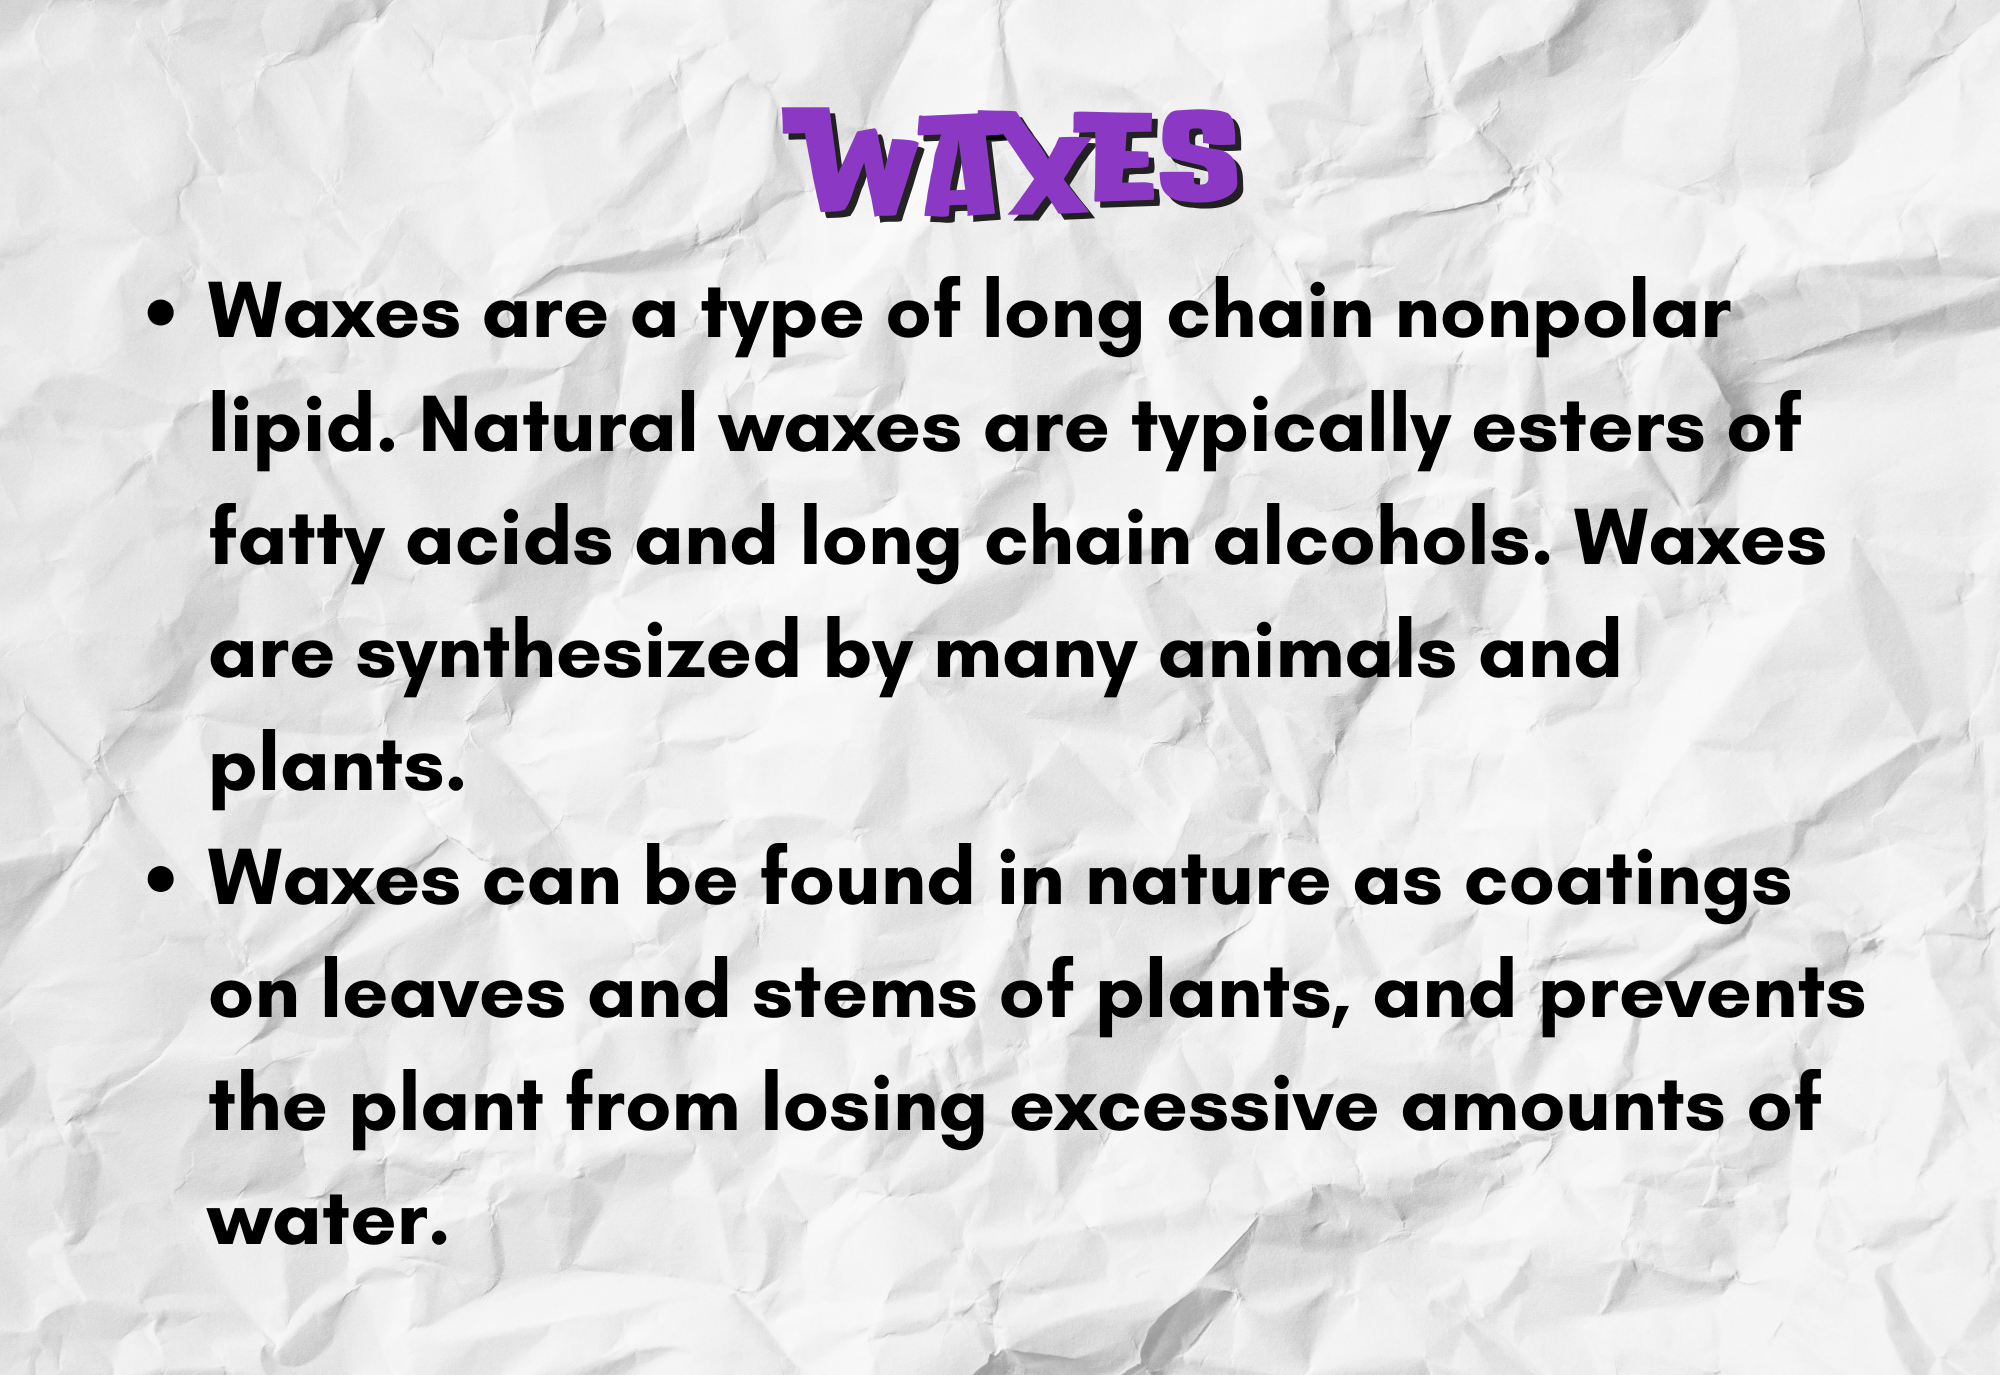 WAXES
• Waxes are a type of long chain nonpolar
lipid. Natural waxes are typically esters of
fatty acids and long chain alcohols. Waxes
are synthesized by many animals and
plants.
• Waxes can be found in nature as coatings
on leaves and stems of plants, and prevents
the plant from losing excessive amounts of
water.